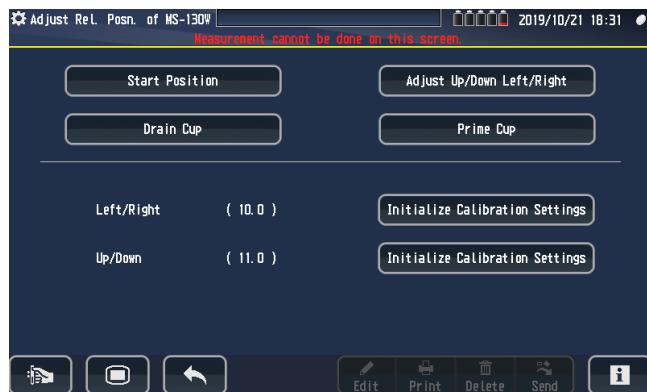 Adjust Rel. Posn. of MS-130W 2019/10/21 18:31
Measurement cannot be done on this screen.
Start Position Adjust Up/Down Left/Right
Drain Cup Prime Cup
Left/Right ( 10.0 ) Initialize Calibration Settings
Up/Down ( 11.0 ) Initialize Calibration Settings
Edit Print Delete Send